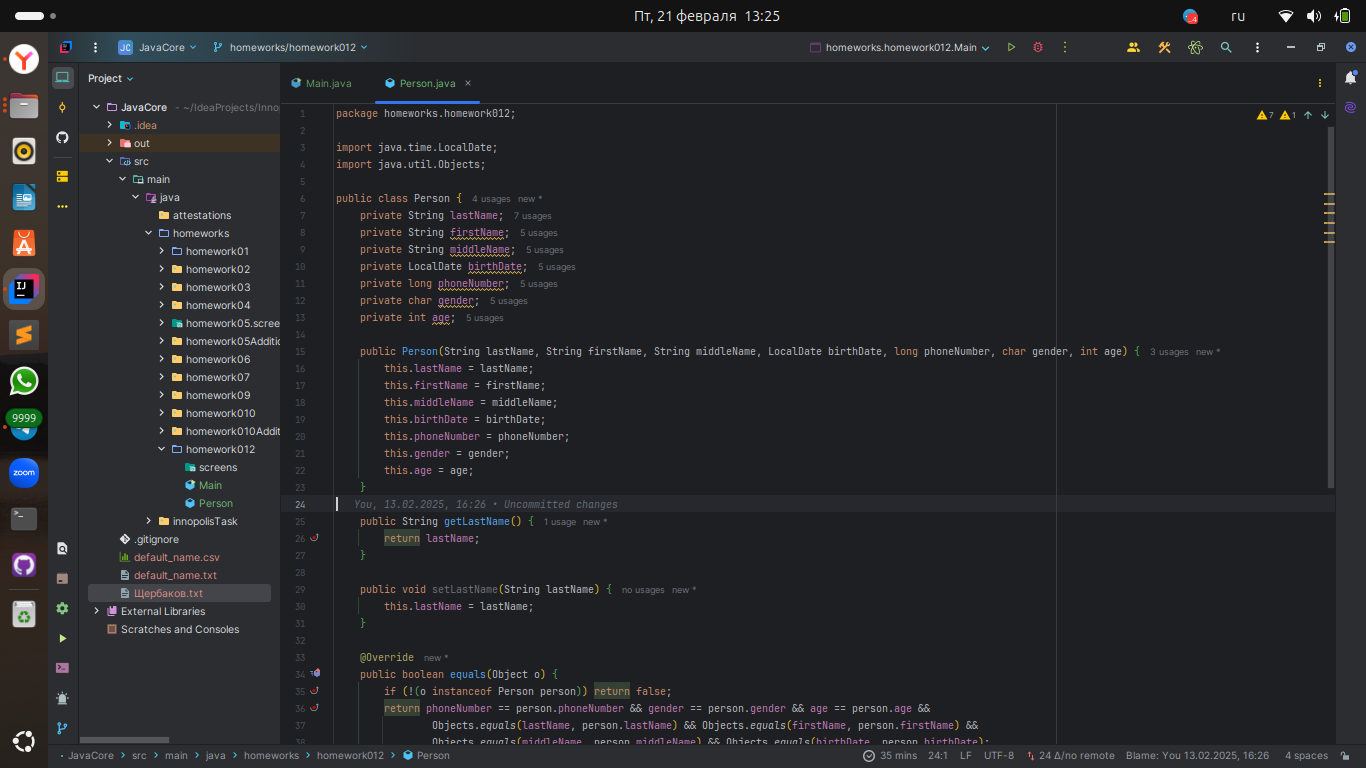 Пт, 21 февраля 13:25
4
ru
JC JavaCore
homeworks/homework012
homeworks.homework012.Main
Project
Main.java
Person.java
JavaCore - ~/IdeaProjects/Inno
.idea
out
src
main
java
attestations
homeworks
homework01
homework02
homework03
homework04
homework05.scree
homework05Additio
homework06
homework07
homework09
homework010
homework010Addit
homework012
screens
Main
Person
innopolisTask
.gitignore
default_name.csv
default_name.txt
Щербаков.txt
External Libraries
Scratches and Consoles
9999
zoom
7 1
1 package homeworks.homework012;
2
3 import java.time.LocalDate;
4 import java.util.Objects;
5
6 public class Person { 4 usages new *
7 private String lastName; 7 usages
8 private String firstName; 5 usages
9 private String middleName; 5 usages
10 private LocalDate birthDate; 5 usages
11 private long phoneNumber; 5 usages
12 private char gender; 5 usages
13 private int age; 5 usages
14
15 public Person(String lastName, String firstName, String middleName, LocalDate birthDate, long phoneNumber, char gender, int age) { 3 usages new *
16 this.lastName = lastName;
17 this.firstName = firstName;
18 this.middleName = middleName;
19 this.birthDate = birthDate;
20 this.phoneNumber = phoneNumber;
21 this.gender = gender;
22 this.age = age;
23 }
24 You, 13.02.2025, 16:26 • Uncommitted changes
25 public String getLastName() { 1 usage new *
26 return lastName;
27 }
28
29 public void setLastName(String lastName) { no usages new *
30 this.lastName = lastName;
31 }
32
33 @Override new *
34 public boolean equals(Object o) {
35 if (!(o instanceof Person person)) return false;
36 return phoneNumber == person.phoneNumber && gender == person.gender && age == person.age &&
37 Objects.equals(lastName, person.lastName) && Objects.equals(firstName, person.firstName) &&
38 Objects.equals(middleName, person.middleName) && Objects.equals(birthDate, person.birthDate);
JavaCore > src > main > java > homeworks > homework012 > Person
35 mins 24:1 LF UTF-8 24 Δ/no remote Blame: You 13.02.2025, 16:26 4 spaces